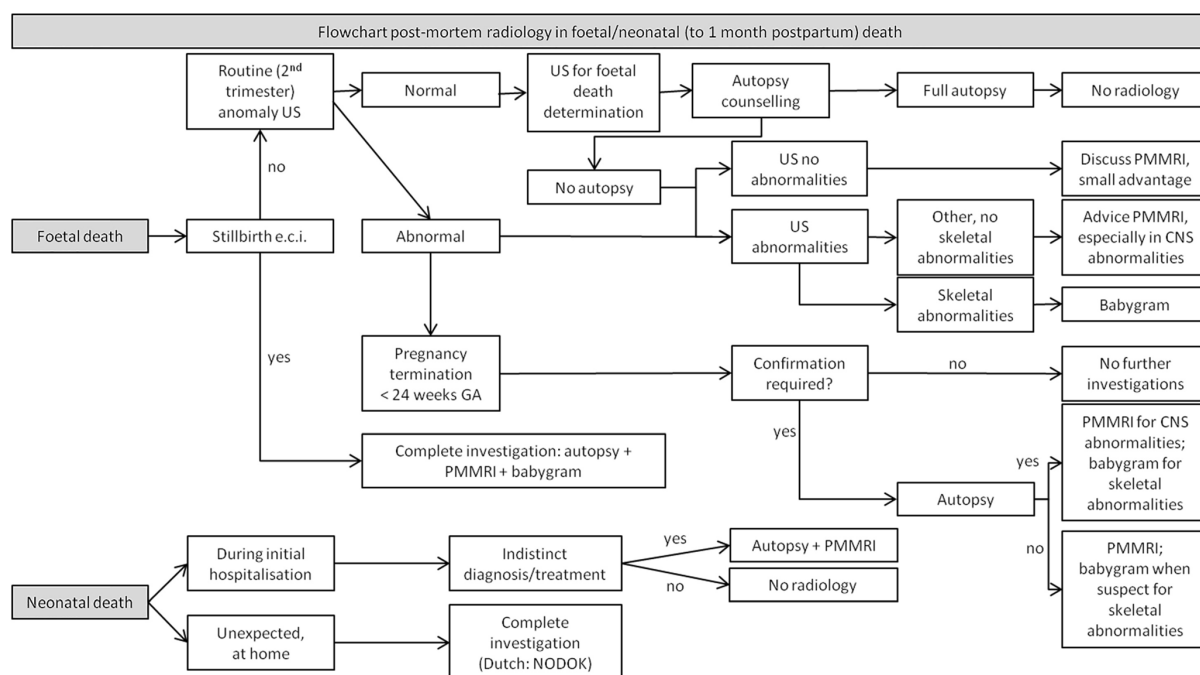 Flowchart post-mortem radiology in foetal/neonatal (to 1 month postpartum) death
Routine (2nd
trimester)
anomaly US
Normal
US for foetal
death
determination
Autopsy
counselling
Full autopsy
No radiology
no
No autopsy
US no
abnormalities
Discuss PMMRI,
small advantage
Foetal death
Stillbirth e.c.i.
Abnormal
US
abnormalities
Other, no
skeletal
abnormalities
Advice PMMRI,
especially in CNS
abnormalities
Skeletal
abnormalities
Babygram
yes
Pregnancy
termination
< 24 weeks GA
Confirmation
required?
no
No further
investigations
yes
Complete investigation: autopsy +
PMMRI + babygram
Autopsy
yes
PMMRI for CNS
abnormalities;
babygram for
skeletal
abnormalities
no
PMMRI;
babygram when
suspect for
skeletal
abnormalities
Neonatal death
During initial
hospitalisation
Indistinct
diagnosis/treatment
yes
Autopsy + PMMRI
no
No radiology
Unexpected,
at home
Complete
investigation
(Dutch: NODOK)